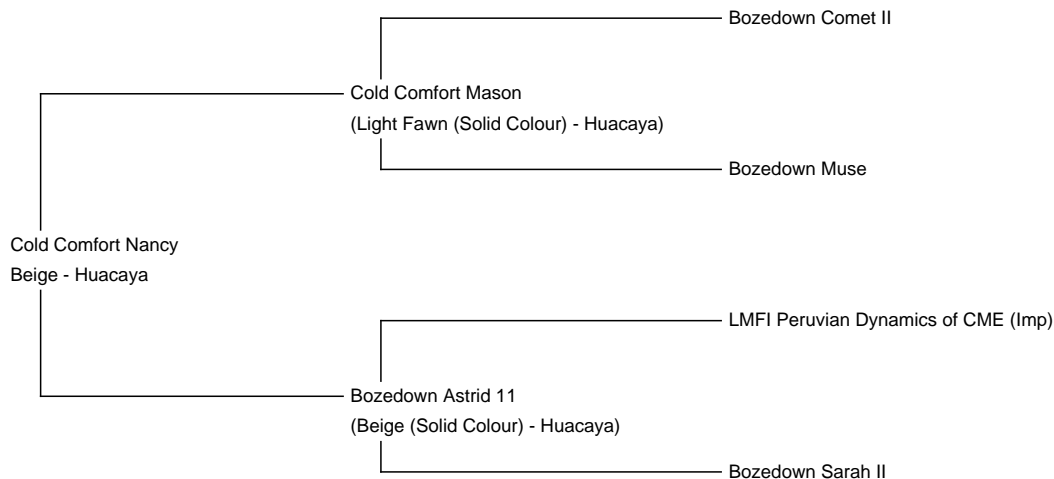 Bozedown Comet II
Cold Comfort Mason
(Light Fawn (Solid Colour) - Huacaya)
Bozedown Muse
Cold Comfort Nancy
Beige - Huacaya
LMFI Peruvian Dynamics of CME (Imp)
Bozedown Astrid 11
(Beige (Solid Colour) - Huacaya)
Bozedown Sarah II